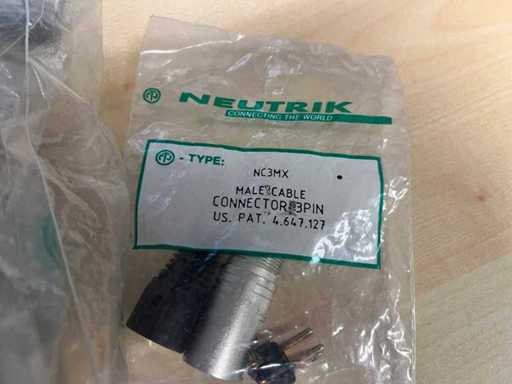 NEUTRIK
CONNECTING THE WORLD
- TYPE:
NC3MX
MALE CABLE
CONNECTOR 3PIN
US. PAT. 4.647.127